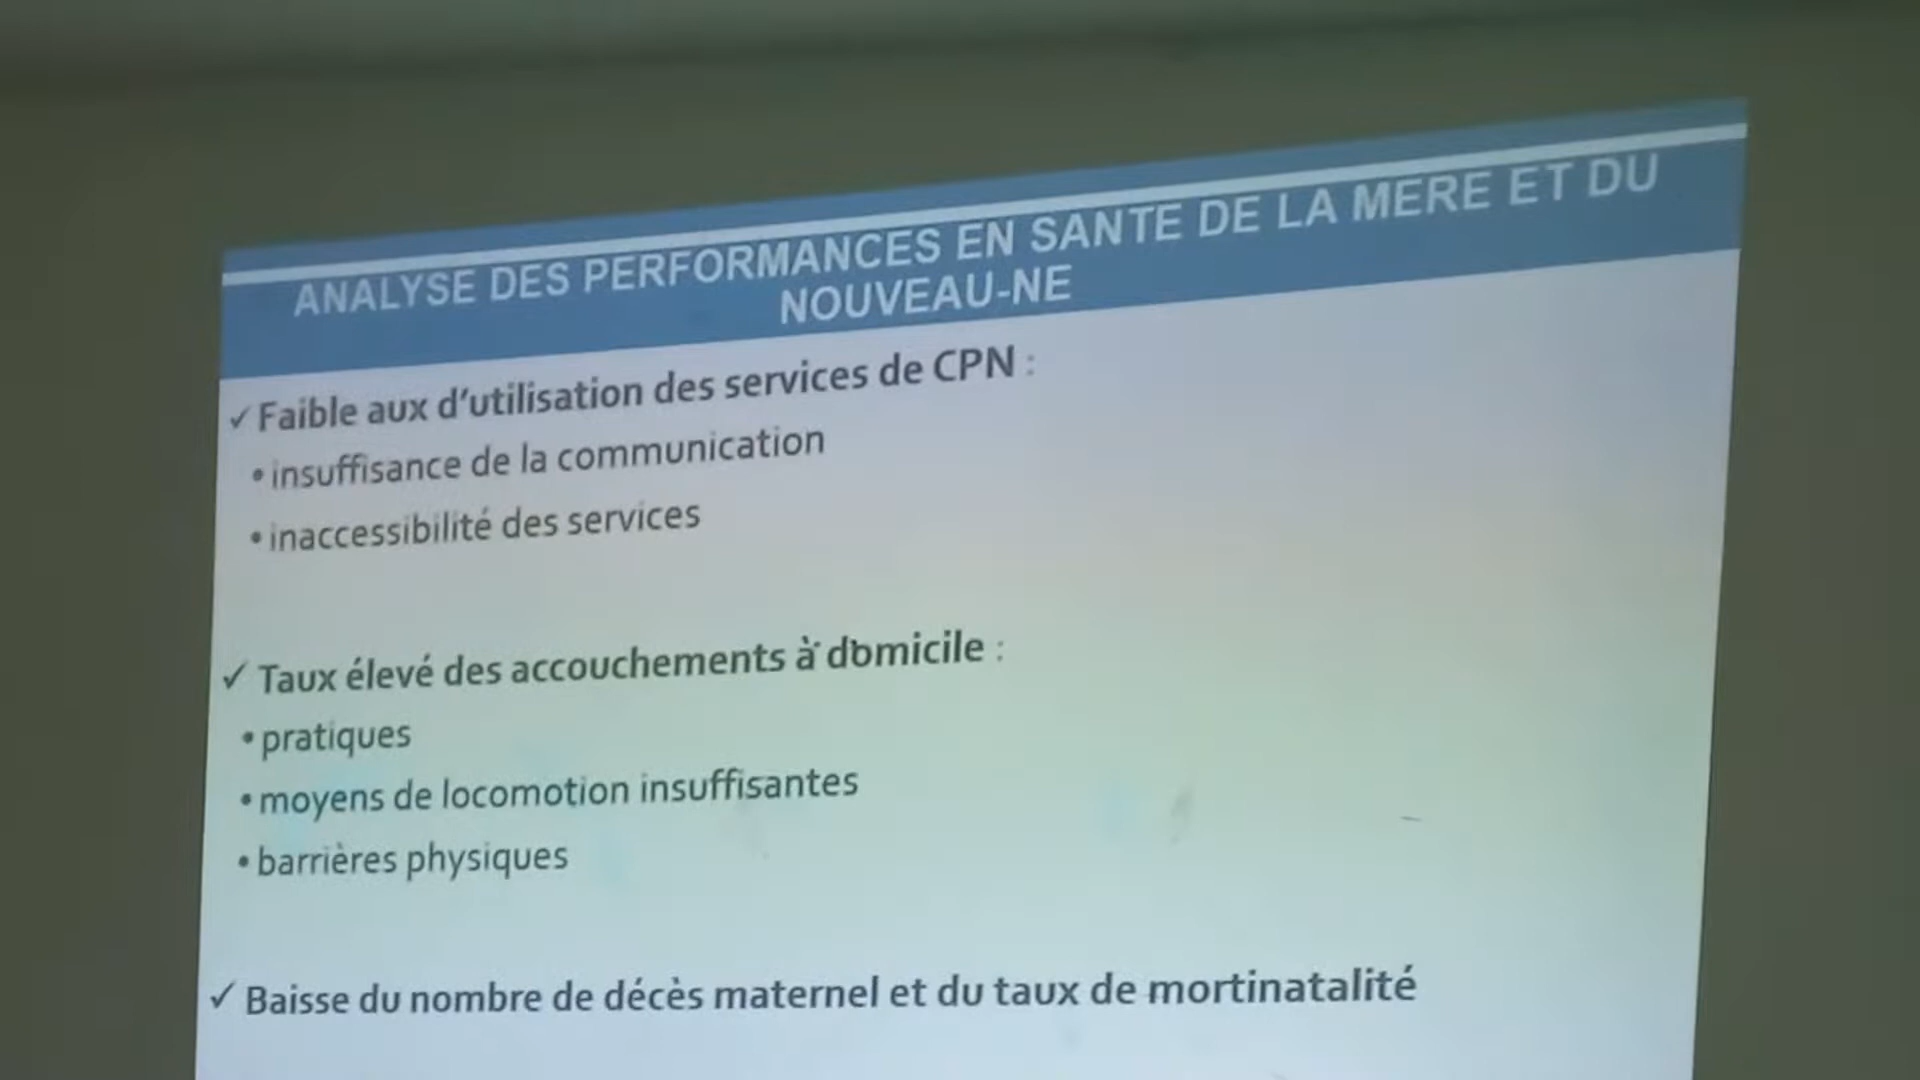 ANALYSE DES PERFORMANCES EN SANTE DE LA MERE ET DU
NOUVEAU-NE
✓ Faible aux d'utilisation des services de CPN :
• insuffisance de la communication
• inaccessibilité des services
✓ Taux élevé des accouchements à domicile :
• pratiques
• moyens de locomotion insuffisantes
• barrières physiques
✓ Baisse du nombre de décès maternel et du taux de mortinatalité